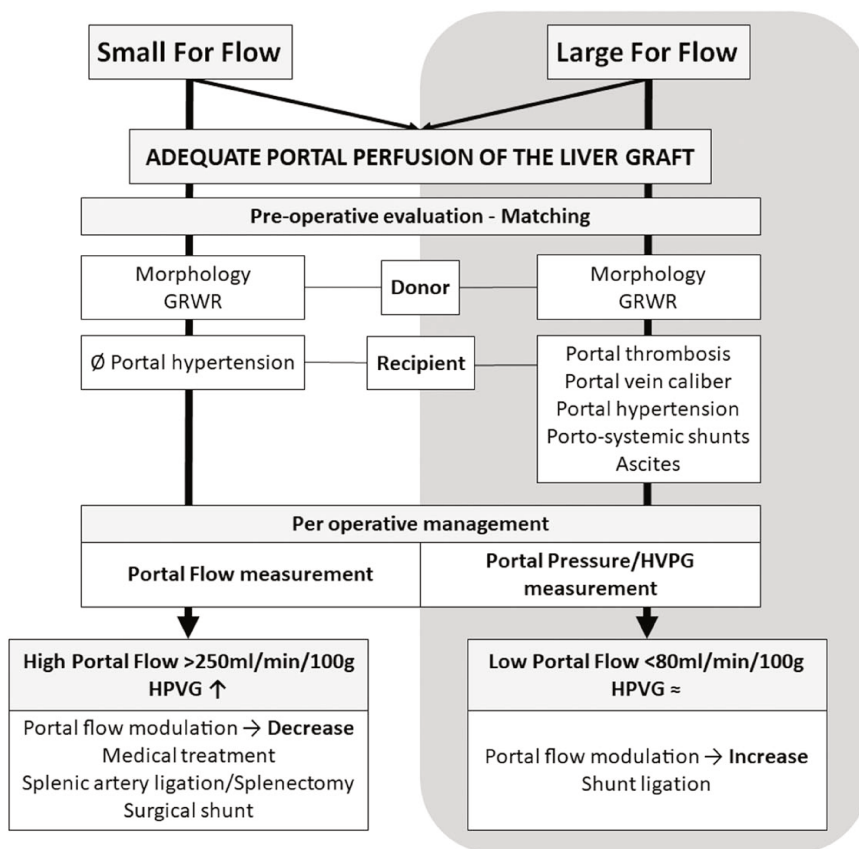 Small For Flow
Large For Flow
ADEQUATE PORTAL PERFUSION OF THE LIVER GRAFT
Pre-operative evaluation - Matching
Morphology
GRWR
Donor
Morphology
GRWR
Ø Portal hypertension
Recipient
Portal thrombosis
Portal vein caliber
Portal hypertension
Porto-systemic shunts
Ascites
Per operative management
Portal Flow measurement
Portal Pressure/HVPG
measurement
High Portal Flow >250ml/min/100g
HPVG ↑
Portal flow modulation → Decrease
Medical treatment
Splenic artery ligation/Splenectomy
Surgical shunt
Low Portal Flow <80ml/min/100g
HPVG ≈
Portal flow modulation → Increase
Shunt ligation